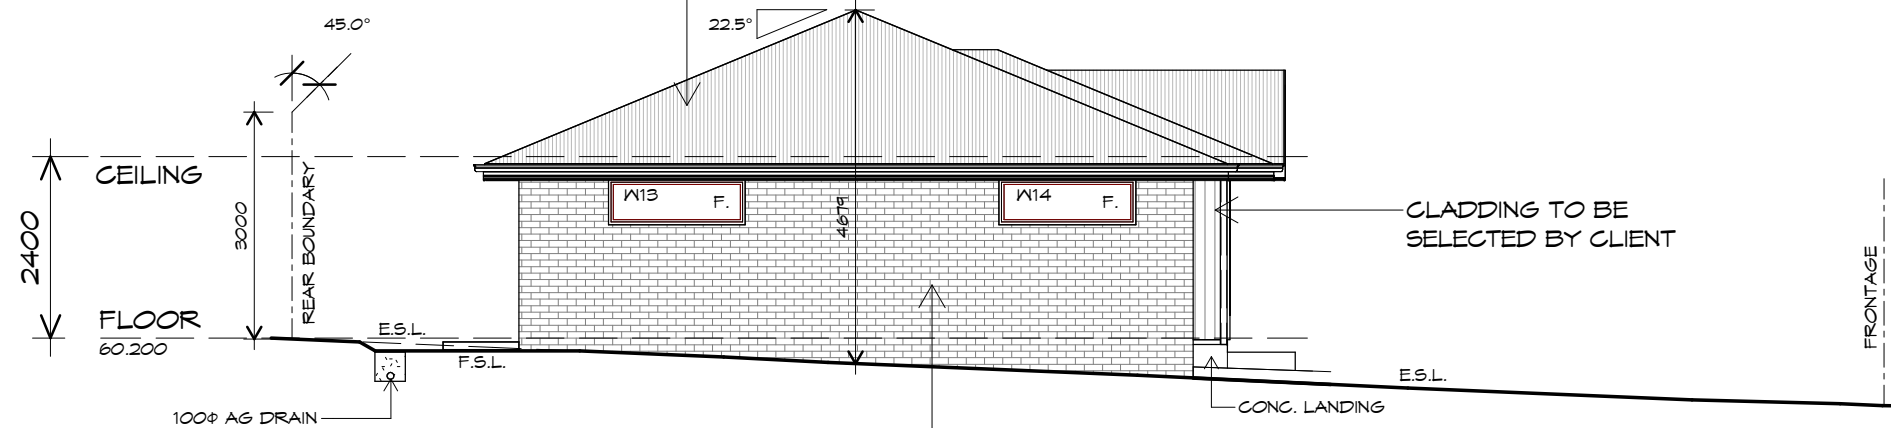 45.0°
22.5°
CEILING
2400
3000
REAR BOUNDARY
W13
F.
4679
W14
F.
CLADDING TO BE
SELECTED BY CLIENT
FRONTAGE
FLOOR
60.200
E.S.L.
F.S.L.
E.S.L.
100Φ AG DRAIN
CONC. LANDING